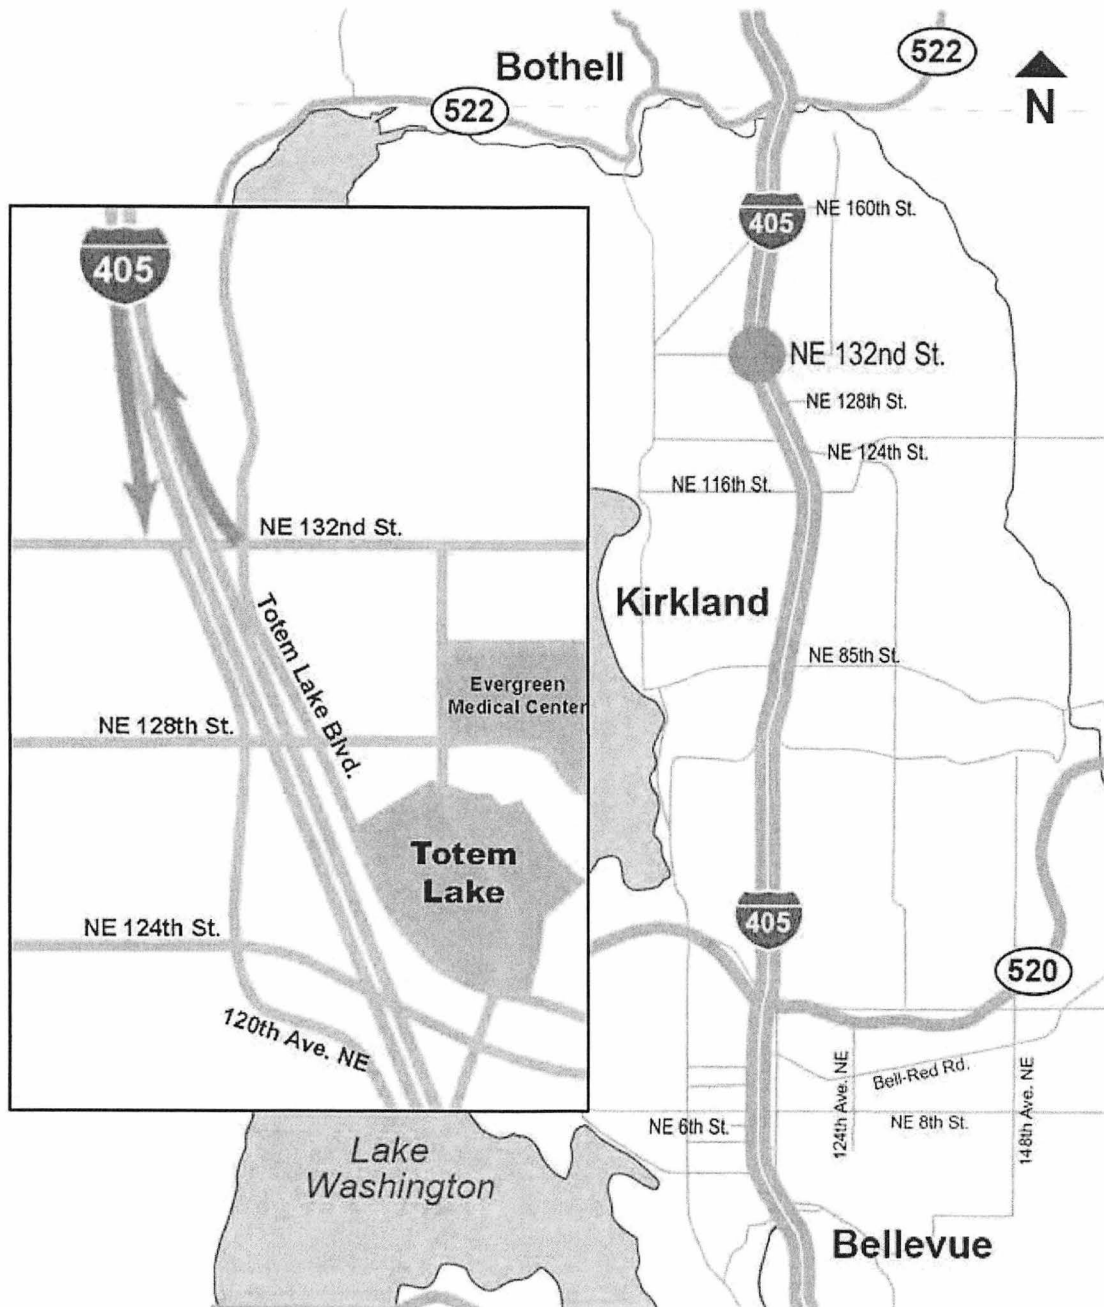 Bothell
522
522
N
405
NE 160th St.
405
NE 132nd St.
NE 128th St.
NE 124th St.
NE 116th St.
NE 132nd St.
Totem Lake Blvd.
Kirkland
NE 85th St.
Evergreen
Medical Center
NE 128th St.
Totem
Lake
NE 124th St.
405
520
120th Ave. NE
124th Ave. NE
Bell-Red Rd.
148th Ave. NE
NE 6th St.
NE 8th St.
Lake
Washington
Bellevue